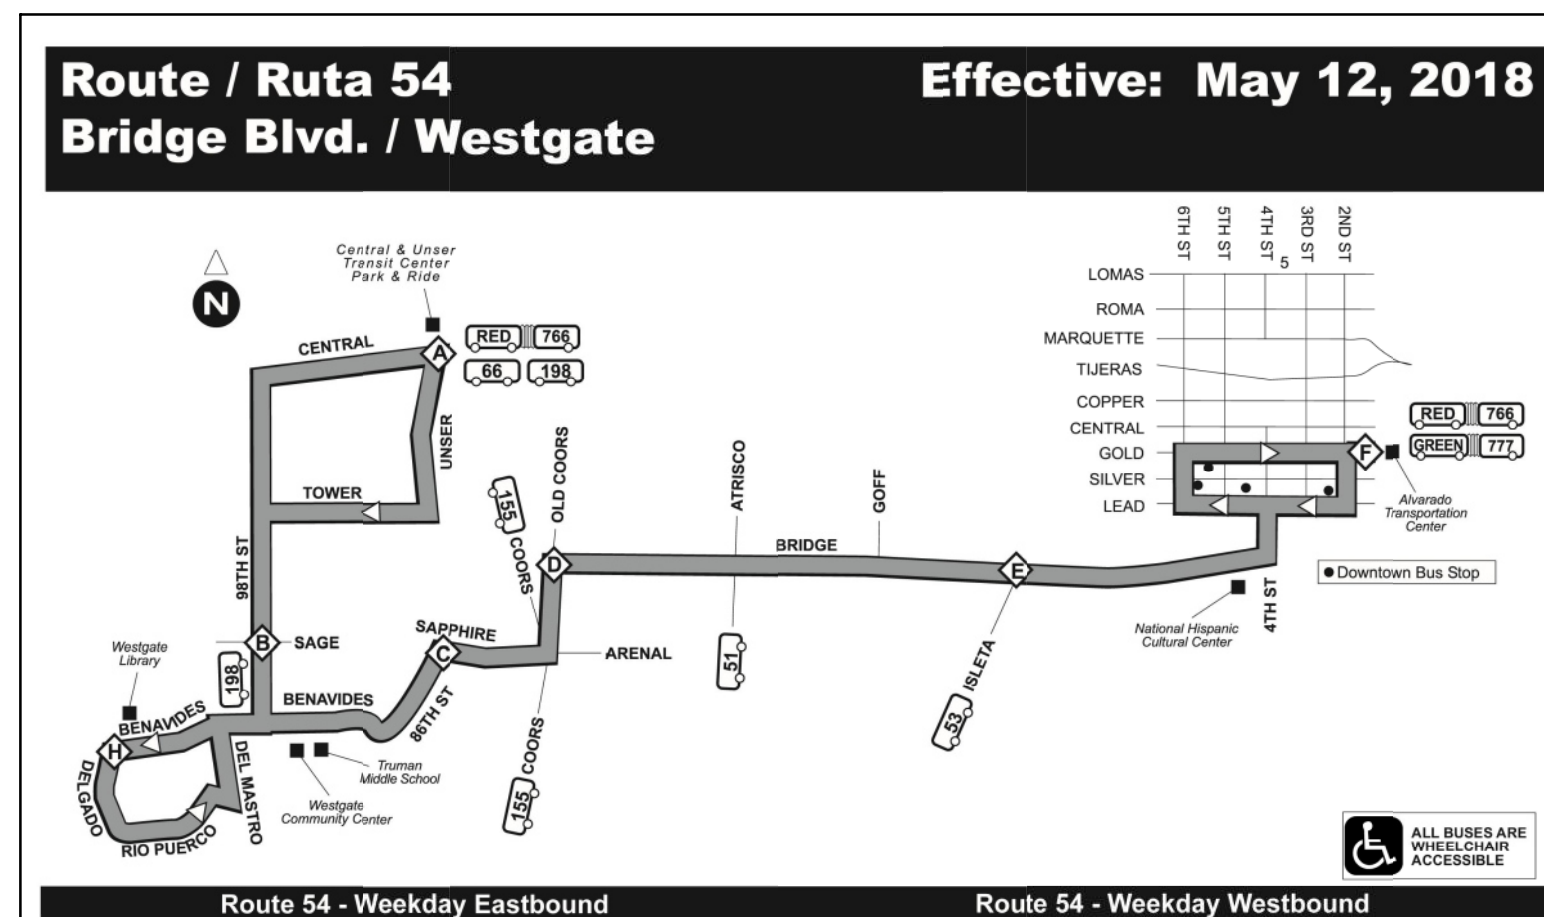 Route / Ruta 54
Effective: May 12, 2018
Bridge Blvd. / Westgate
6TH ST
5TH ST
4TH ST
3RD ST
2ND ST
5
LOMAS
ROMA
MARQUETTE
TIJERAS
COPPER
CENTRAL
GOLD
SILVER
LEAD
Central & Unser
Transit Center
Park & Ride
N
CENTRAL
A
RED 766
66 198
UNSER
TOWER
98TH ST
B
SAGE
198
Westgate
Library
BENAVIDES
H
DELGADO
RIO PUERCO
DEL MASTRO
BENAVIDES
Truman
Middle School
Westgate
Community Center
86TH ST
C
SAPPHIRE
155
COORS
OLD COORS
D
ARENAL
COORS
155
ATRISCO
51
BRIDGE
GOFF
E
ISLETA
53
4TH ST
National Hispanic
Cultural Center
F
RED 766
GREEN 777
Alvarado
Transportation
Center
Downtown Bus Stop
ALL BUSES ARE
WHEELCHAIR
ACCESSIBLE
Route 54 - Weekday Eastbound
Route 54 - Weekday Westbound